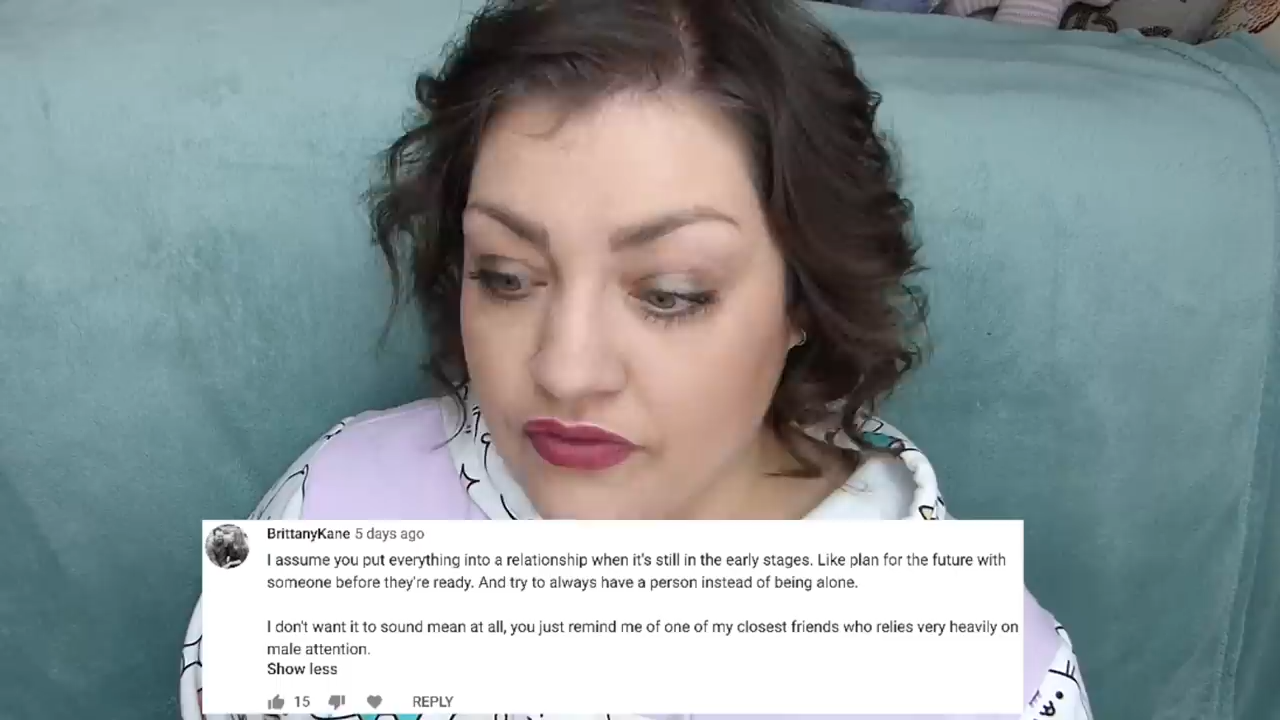 BrittanyKane 5 days ago
I assume you put everything into a relationship when it's still in the early stages. Like plan for the future with
someone before they're ready. And try to always have a person instead of being alone.
I don't want it to sound mean at all, you just remind me of one of my closest friends who relies very heavily on
male attention.
Show less
15 REPLY